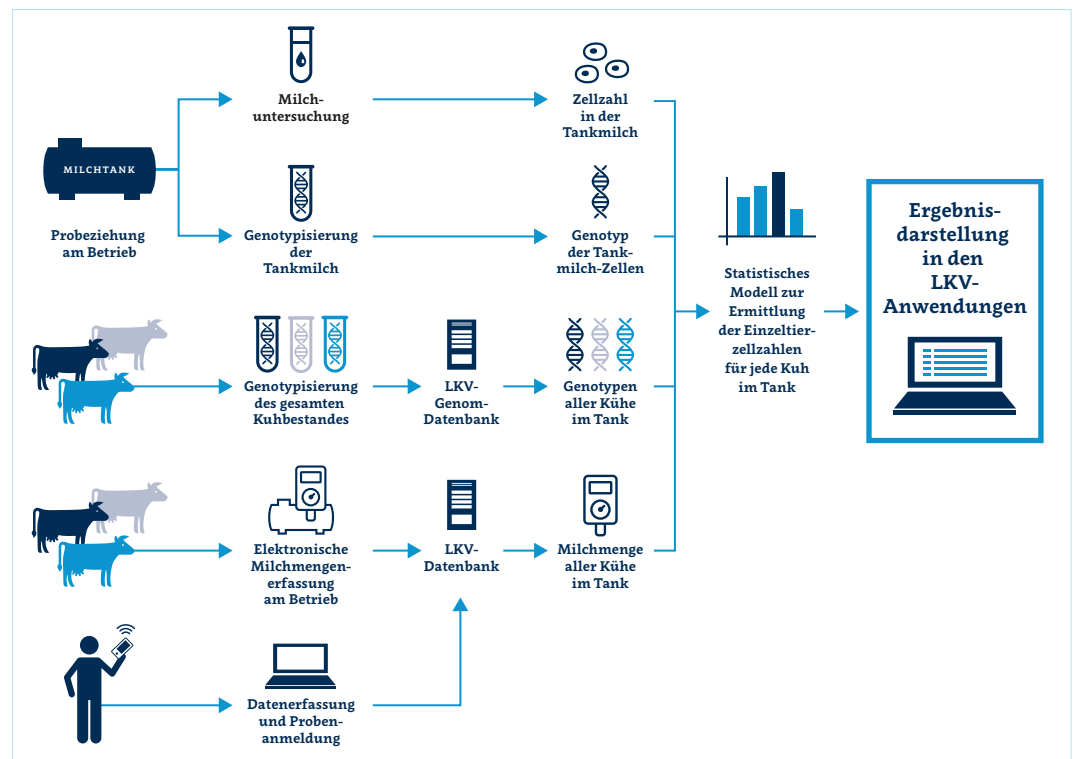 MILCHTANK
Probeziehung
am Betrieb
Milch-
untersuchung
Zellzahl
in der
Tankmilch
Genotypisierung
der
Tankmilch
Genotyp
der Tank-
milch-Zellen
Genotypisierung
des gesamten
Kuhbestandes
LKV-
Genom-
Datenbank
Genotypen
aller Kühe
im Tank
Elektronische
Milchmengen-
erfassung
am Betrieb
LKV-
Datenbank
Milchmenge
aller Kühe
im Tank
Datenerfassung
und Proben-
anmeldung
Statistisches
Modell zur
Ermittlung
der Einzeltier-
zellzahlen
für jede Kuh
im Tank
Ergebnis-
darstellung
in den
LKV-
Anwendungen